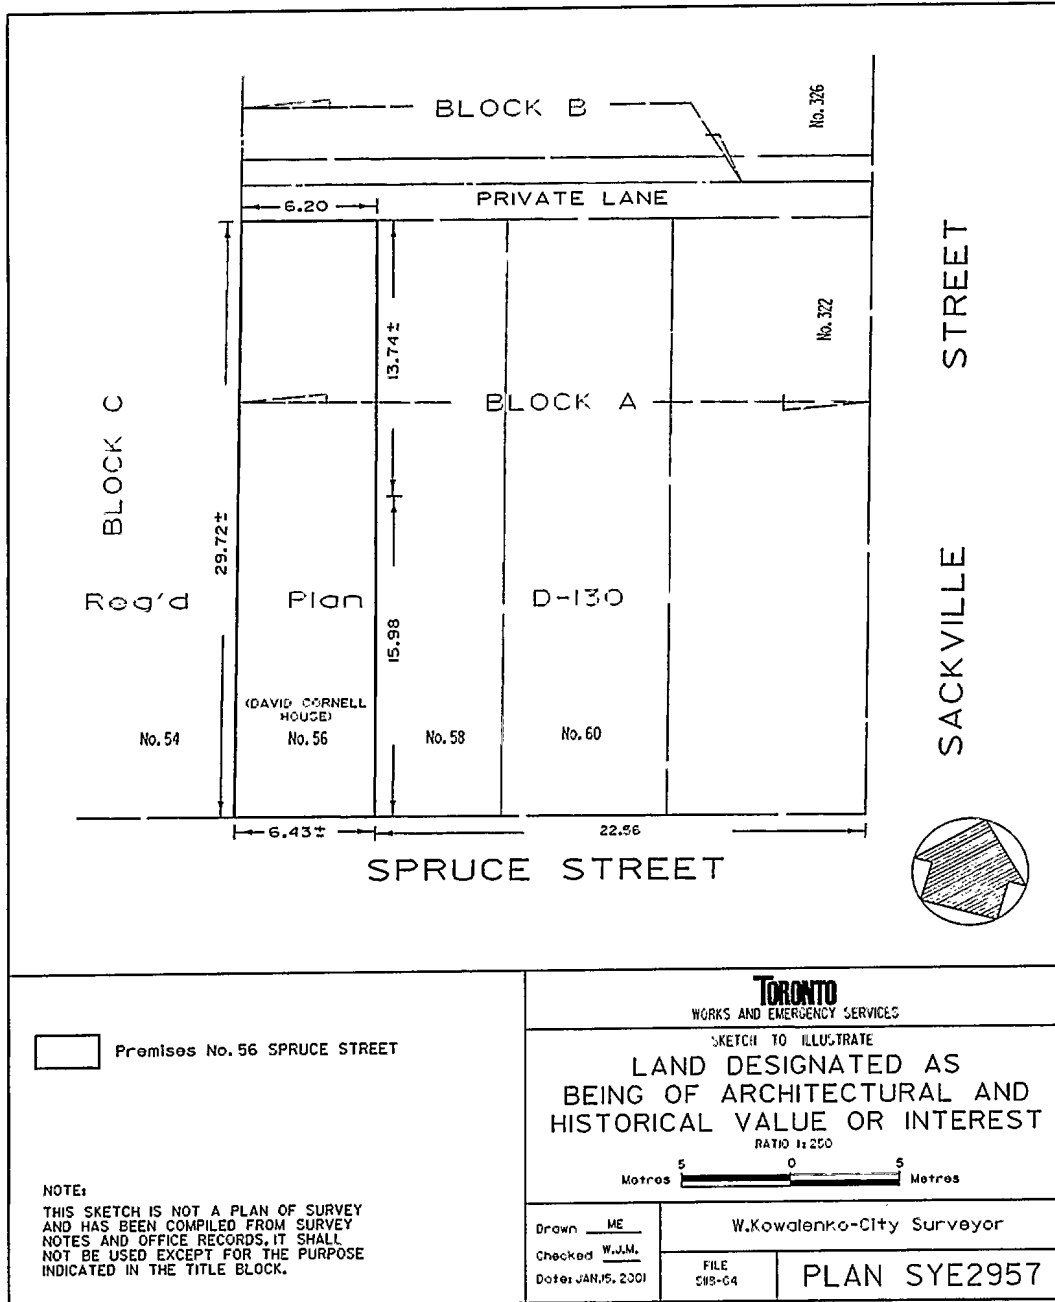 BLOCK B
No. 326
PRIVATE LANE
6.20
STREET
No. 322
13.74±
BLOCK A
BLOCK C
29.72±
Reg'd Plan D-130
15.98
SACKVILLE
(DAVID CORNELL
HOUSE)
No. 54
No. 56
No. 58
No. 60
6.43±
22.56
SPRUCE STREET
Premises No. 56 SPRUCE STREET
NOTE:
THIS SKETCH IS NOT A PLAN OF SURVEY
AND HAS BEEN COMPILED FROM SURVEY
NOTES AND OFFICE RECORDS. IT SHALL
NOT BE USED EXCEPT FOR THE PURPOSE
INDICATED IN THE TITLE BLOCK.
TORONTO
WORKS AND EMERGENCY SERVICES
SKETCH TO ILLUSTRATE
LAND DESIGNATED AS
BEING OF ARCHITECTURAL AND
HISTORICAL VALUE OR INTEREST
RATIO 1:250
5 0 5
Metres Metres
Drawn ME
Checked W.J.M.
Date: JAN. 15, 2001
W.Kowalenko-City Surveyor
FILE
PLAN SYE2957